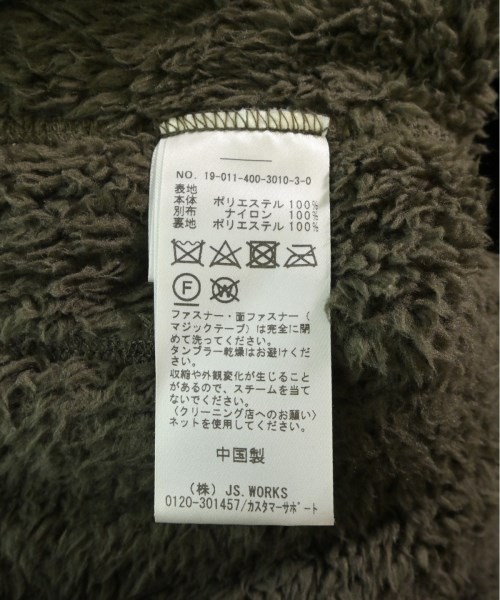 NO. 19-011-400-3010-3-0
表地
本体 ポリエステル 100%
別布 ナイロン 100%
裏地 ポリエステル 100%
F W
ファスナー・面ファスナー(
マジックテープ)は完全に閉
めて洗ってください。
タンブラー乾燥はお避けくだ
さい。
収縮や外観変化が生じること
があるので、スチームを当て
ないでください。
〈クリーニング店へのお願い〉
ネットを使用してください。
中国製
(株) JS. WORKS
0120-301457/カスタマーサポート